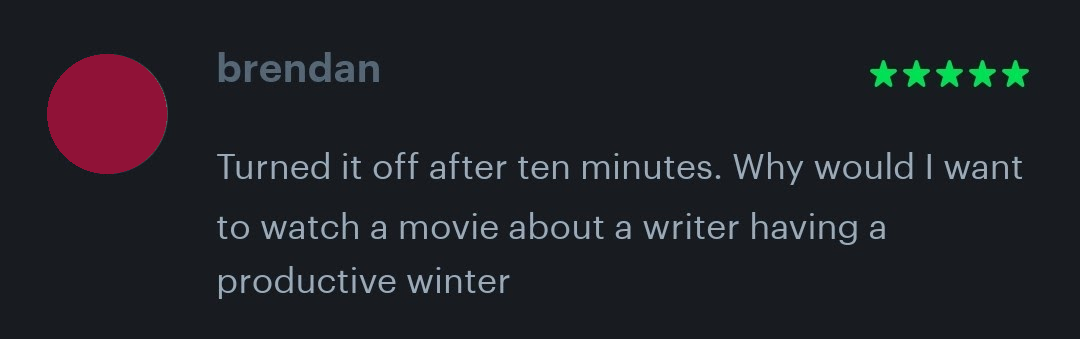 brendan
Turned it off after ten minutes. Why would I want
to watch a movie about a writer having a
productive winter